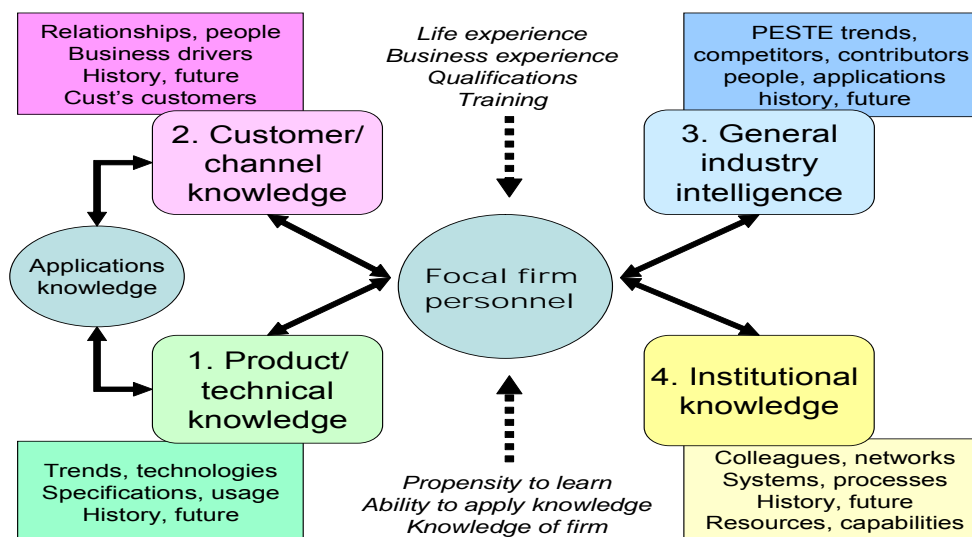 Relationships, people
Business drivers
History, future
Cust's customers
2. Customer/
channel
knowledge
Life experience
Business experience
Qualifications
Training
PESTE trends,
competitors, contributors
people, applications
history, future
3. General
industry
intelligence
Applications
knowledge
Focal firm
personnel
1. Product/
technical
knowledge
Trends, technologies
Specifications, usage
History, future
Propensity to learn
Ability to apply knowledge
Knowledge of firm
4. Institutional
knowledge
Colleagues, networks
Systems, processes
History, future
Resources, capabilities